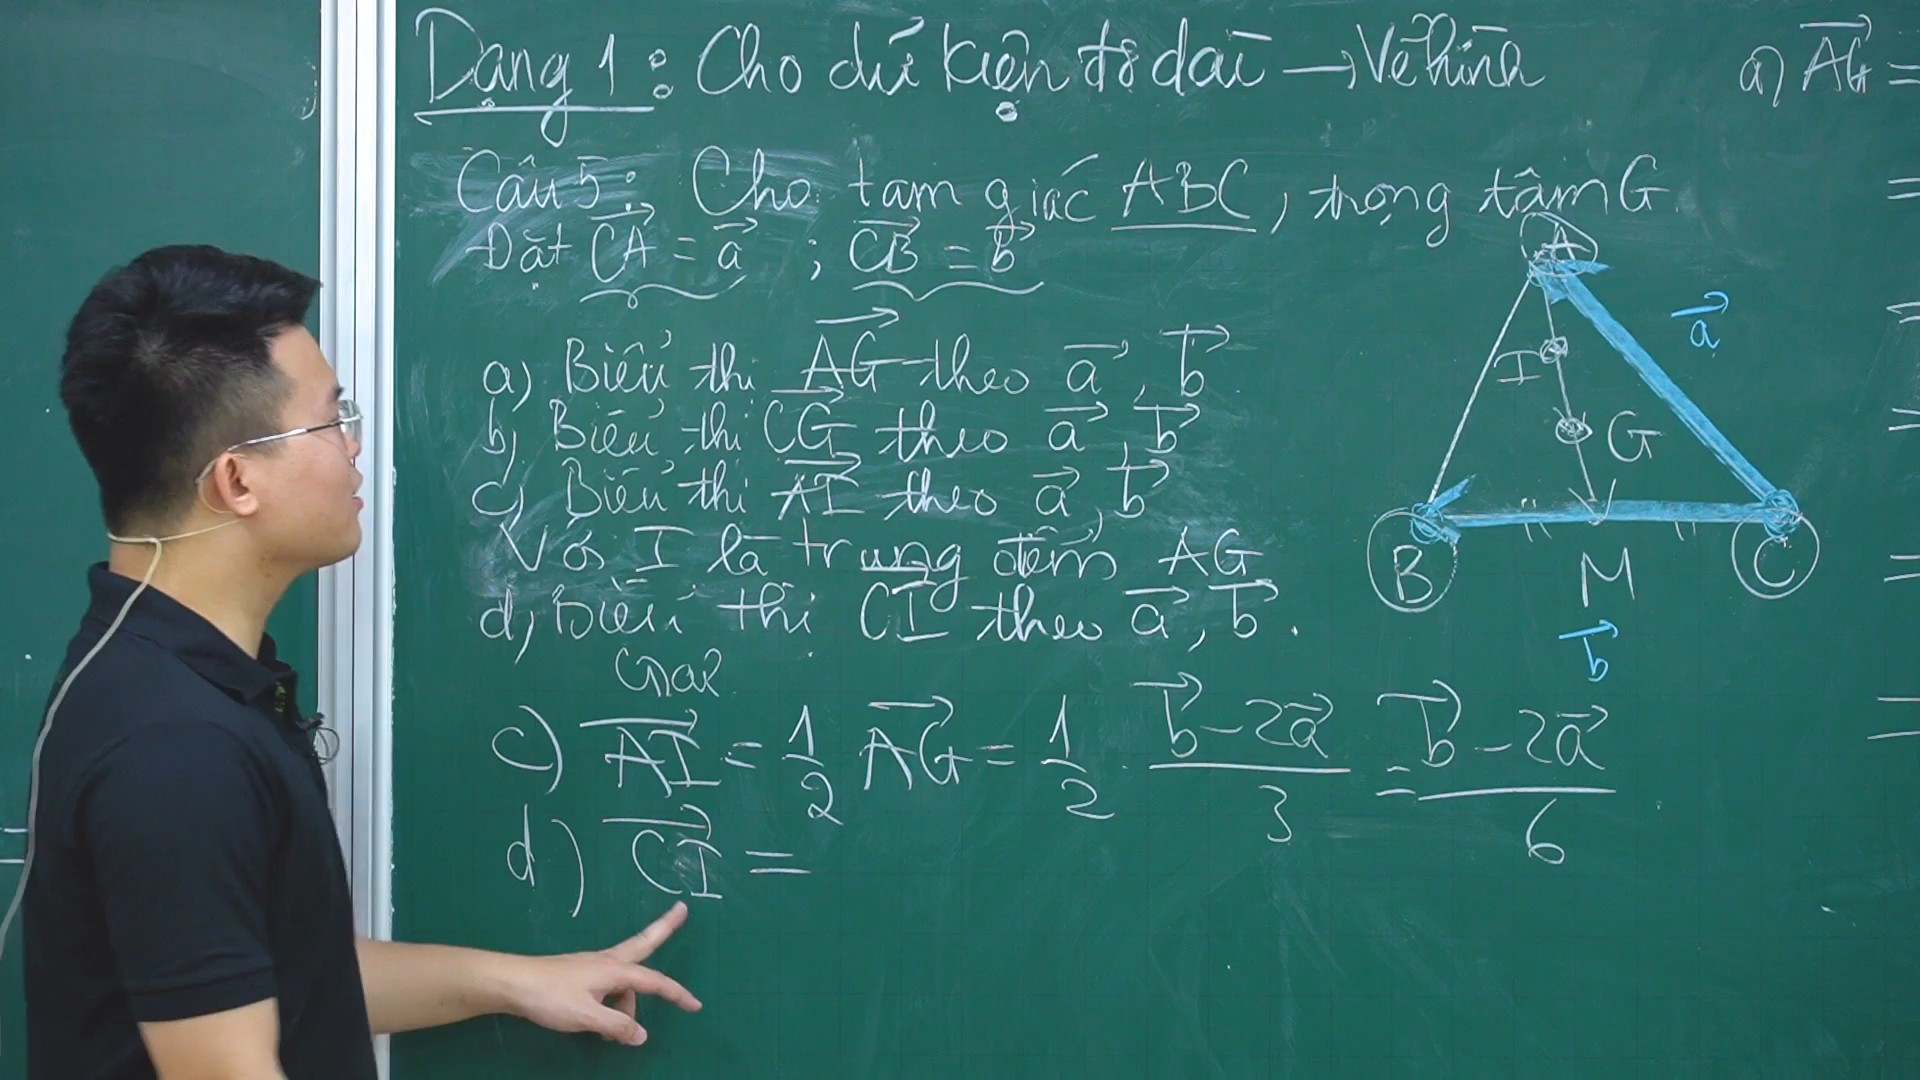 Dạng 1: Cho dữ kiện độ dài → Vẽ hình
Câu 5: Cho tam giác ABC, trọng tâm G.
Đặt CA = a ; CB = b
a) Biểu thị AG theo a, b
b) Biểu thị CG theo a, b
c) Biểu thị AI theo a, b
Với I là trung điểm AG
d) Biểu thị CI theo a, b.
Giải
c) AI = 1/2 AG = 1/2 . (b - 2a)/3 = (b - 2a)/6
d) CI =
A
a
I
G
B
M
C
b
a) AG =
=
=
=
=
=